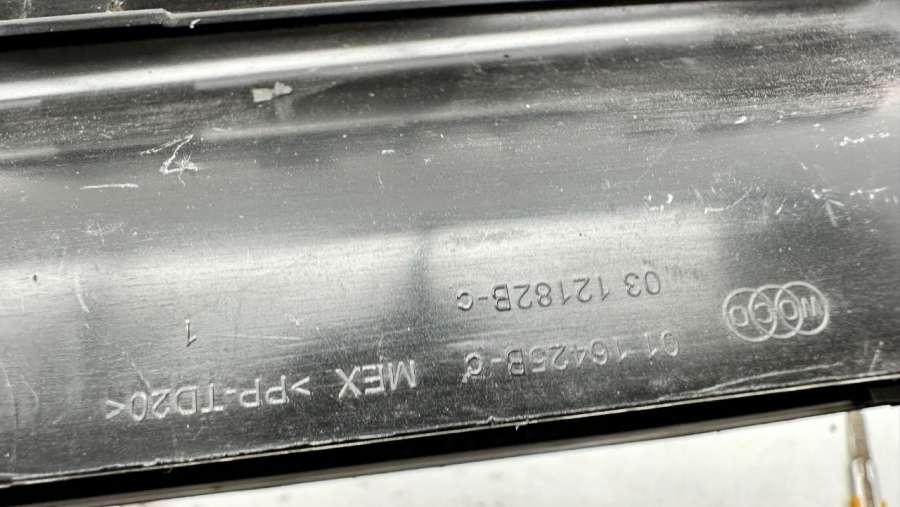 WOCO
01 16425B-d MEX >PP-TD20<
03 12182B-c
1